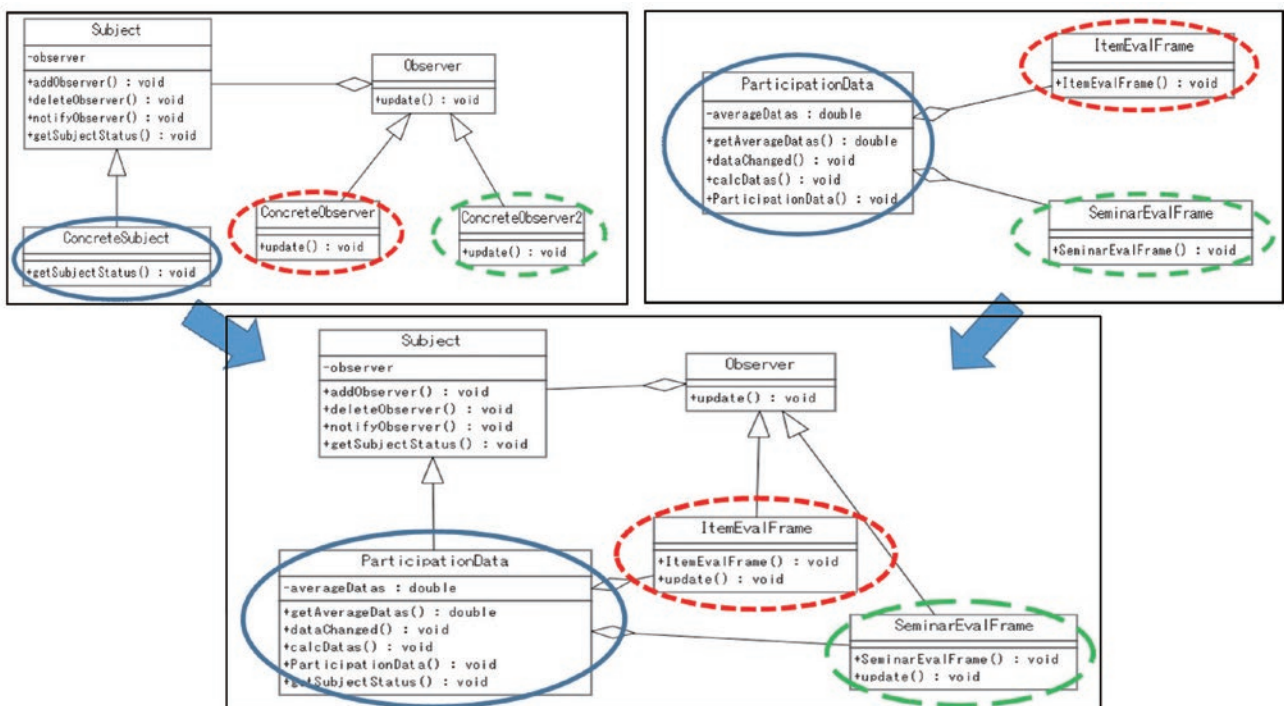 Subject
-observer
+addObserver() : void
+deleteObserver() : void
+notifyObserver() : void
+getSubjectStatus() : void
Observer
+update() : void
ConcreteSubject
+getSubjectStatus() : void
ConcreteObserver
+update() : void
ConcreteObserver2
+update() : void
ParticipationData
-averageDatas : double
+getAverageDatas() : double
+dataChanged() : void
+calcDatas() : void
+ParticipationData() : void
ItemEvalFrame
+ItemEvalFrame() : void
SeminarEvalFrame
+SeminarEvalFrame() : void
Subject
-observer
+addObserver() : void
+deleteObserver() : void
+notifyObserver() : void
+getSubjectStatus() : void
Observer
+update() : void
ParticipationData
-averageDatas : double
+getAverageDatas() : double
+dataChanged() : void
+calcDatas() : void
+ParticipationData() : void
+getSubjectStatus() : void
ItemEvalFrame
+ItemEvalFrame() : void
+update() : void
SeminarEvalFrame
+SeminarEvalFrame() : void
+update() : void